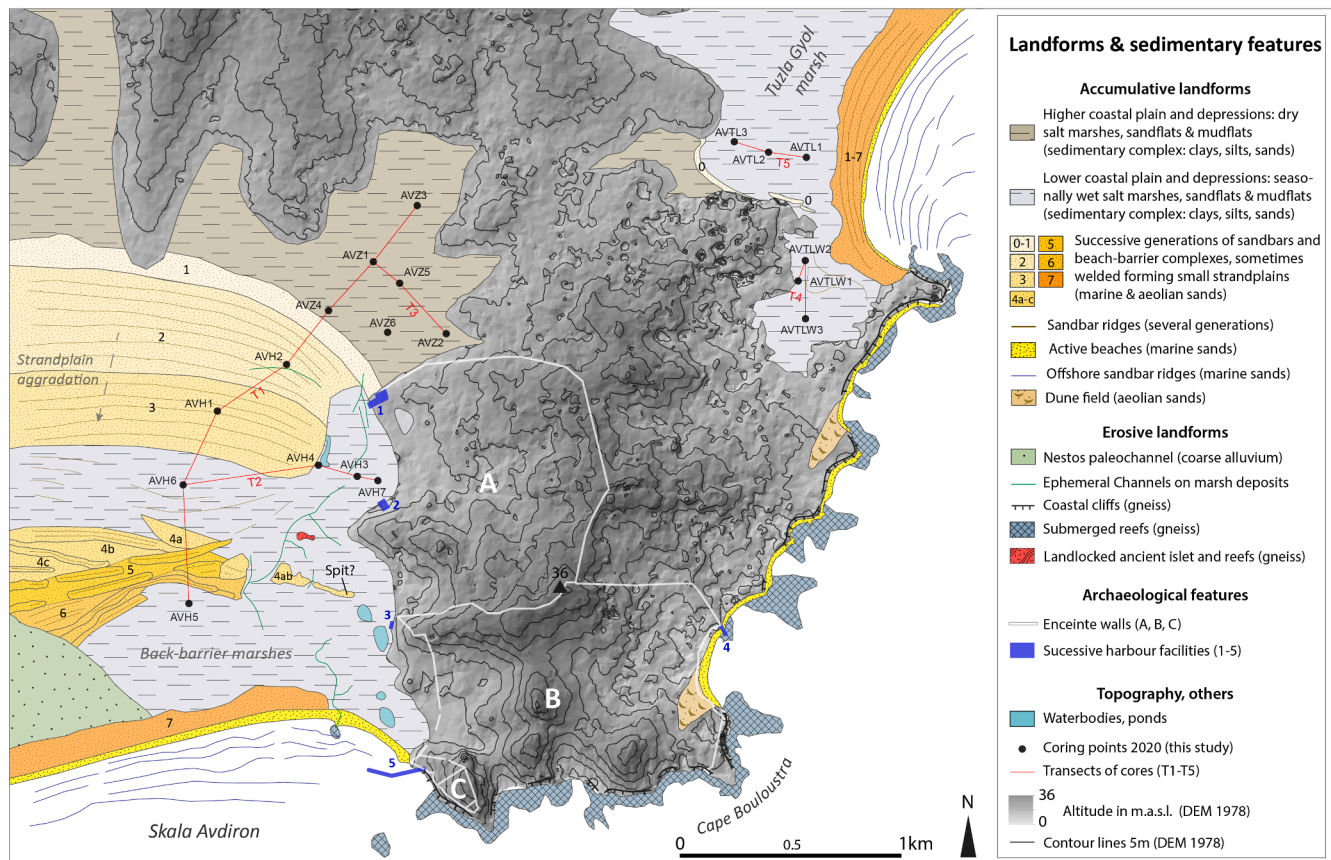 Tuzla Gyol
marsh
AVTL3
AVTL1
AVTL2
T5
0
0
1-7
AVZ3
AVZ1
AVZ5
AVZ4
T3
AVZ6
AVZ2
AVTLW2
AVTLW1
T4
AVTLW3
1
2
Strandplain
aggradation
3
AVH2
T1
AVH1
1
AVH4
AVH3
T2
AVH7
AVH6
2
A
4a
4b
4c
5
4ab
Spit?
6
AVH5
36
3
4
Back-barrier marshes
B
7
5
C
Skala Avdiron
Cape Bouloustra
N
0
0.5
1km
Landforms & sedimentary features
Accumulative landforms
Higher coastal plain and depressions: dry
salt marshes, sandflats & mudflats
(sedimentary complex: clays, silts, sands)
Lower coastal plain and depressions: seaso-
nally wet salt marshes, sandflats & mudflats
(sedimentary complex: clays, silts, sands)
0-1 5 Successive generations of sandbars and
2 6 beach-barrier complexes, sometimes
3 7 welded forming small strandplains
4a-c (marine & aeolian sands)
Sandbar ridges (several generations)
Active beaches (marine sands)
Offshore sandbar ridges (marine sands)
Dune field (aeolian sands)
Erosive landforms
Nestos paleochannel (coarse alluvium)
Ephemeral Channels on marsh deposits
Coastal cliffs (gneiss)
Submerged reefs (gneiss)
Landlocked ancient islet and reefs (gneiss)
Archaeological features
Enceinte walls (A, B, C)
Sucessive harbour facilities (1-5)
Topography, others
Waterbodies, ponds
Coring points 2020 (this study)
Transects of cores (T1-T5)
36
0
Altitude in m.a.s.l. (DEM 1978)
Contour lines 5m (DEM 1978)